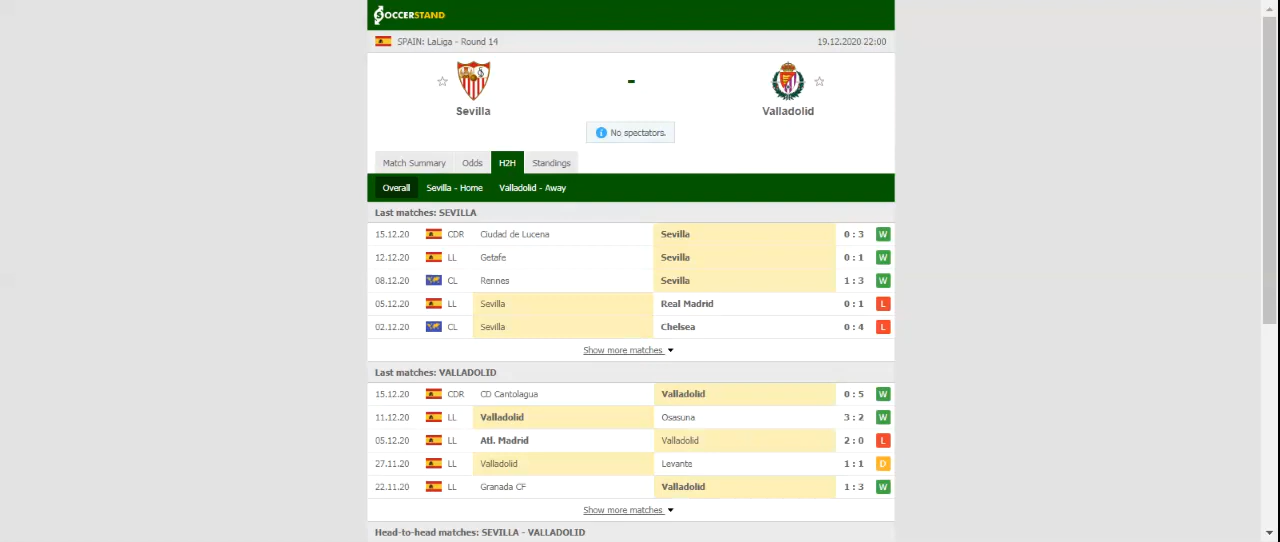 SOCCERSTAND
SPAIN: LaLiga - Round 14 19.12.2020 22:00
-
Sevilla Valladolid
No spectators.
Match Summary Odds H2H Standings
Overall Sevilla - Home Valladolid - Away
Last matches: SEVILLA
15.12.20 CDR Ciudad de Lucena Sevilla 0 : 3 W
12.12.20 LL Getafe Sevilla 0 : 1 W
08.12.20 CL Rennes Sevilla 1 : 3 W
05.12.20 LL Sevilla Real Madrid 0 : 1 L
02.12.20 CL Sevilla Chelsea 0 : 4 L
Show more matches
Last matches: VALLADOLID
15.12.20 CDR CD Cantolagua Valladolid 0 : 5 W
11.12.20 LL Valladolid Osasuna 3 : 2 W
05.12.20 LL Atl. Madrid Valladolid 2 : 0 L
27.11.20 LL Valladolid Levante 1 : 1 D
22.11.20 LL Granada CF Valladolid 1 : 3 W
Show more matches
Head-to-head matches: SEVILLA - VALLADOLID